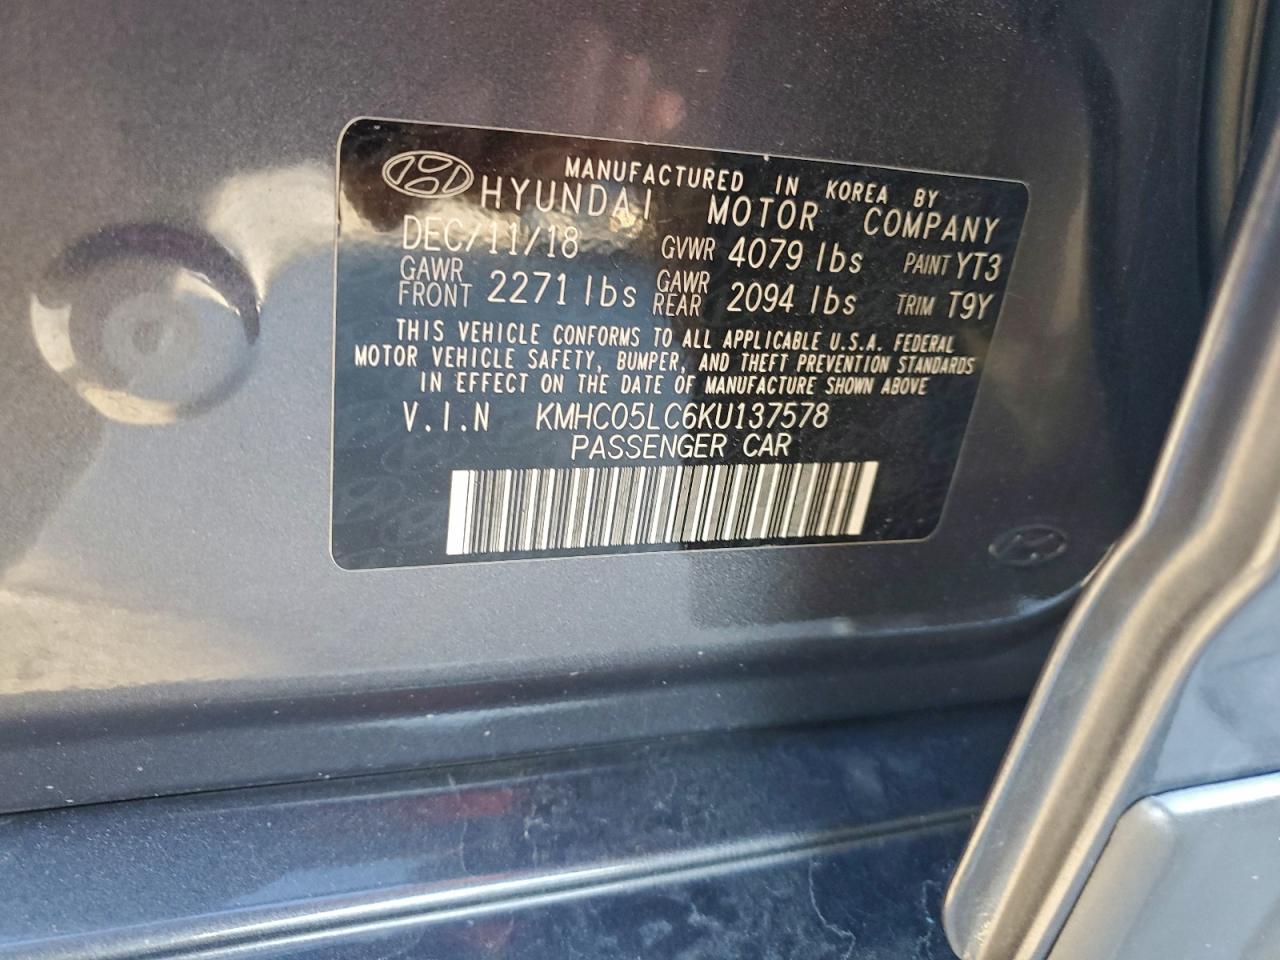 MANUFACTURED IN KOREA BY
HYUNDAI MOTOR COMPANY
DEC/11/18 GVWR 4079 lbs PAINT YT3
GAWR FRONT 2271 lbs GAWR REAR 2094 lbs TRIM T9Y
THIS VEHICLE CONFORMS TO ALL APPLICABLE U.S.A. FEDERAL
MOTOR VEHICLE SAFETY, BUMPER, AND THEFT PREVENTION STANDARDS
IN EFFECT ON THE DATE OF MANUFACTURE SHOWN ABOVE
V.I.N KMHC05LC6KU137578
PASSENGER CAR